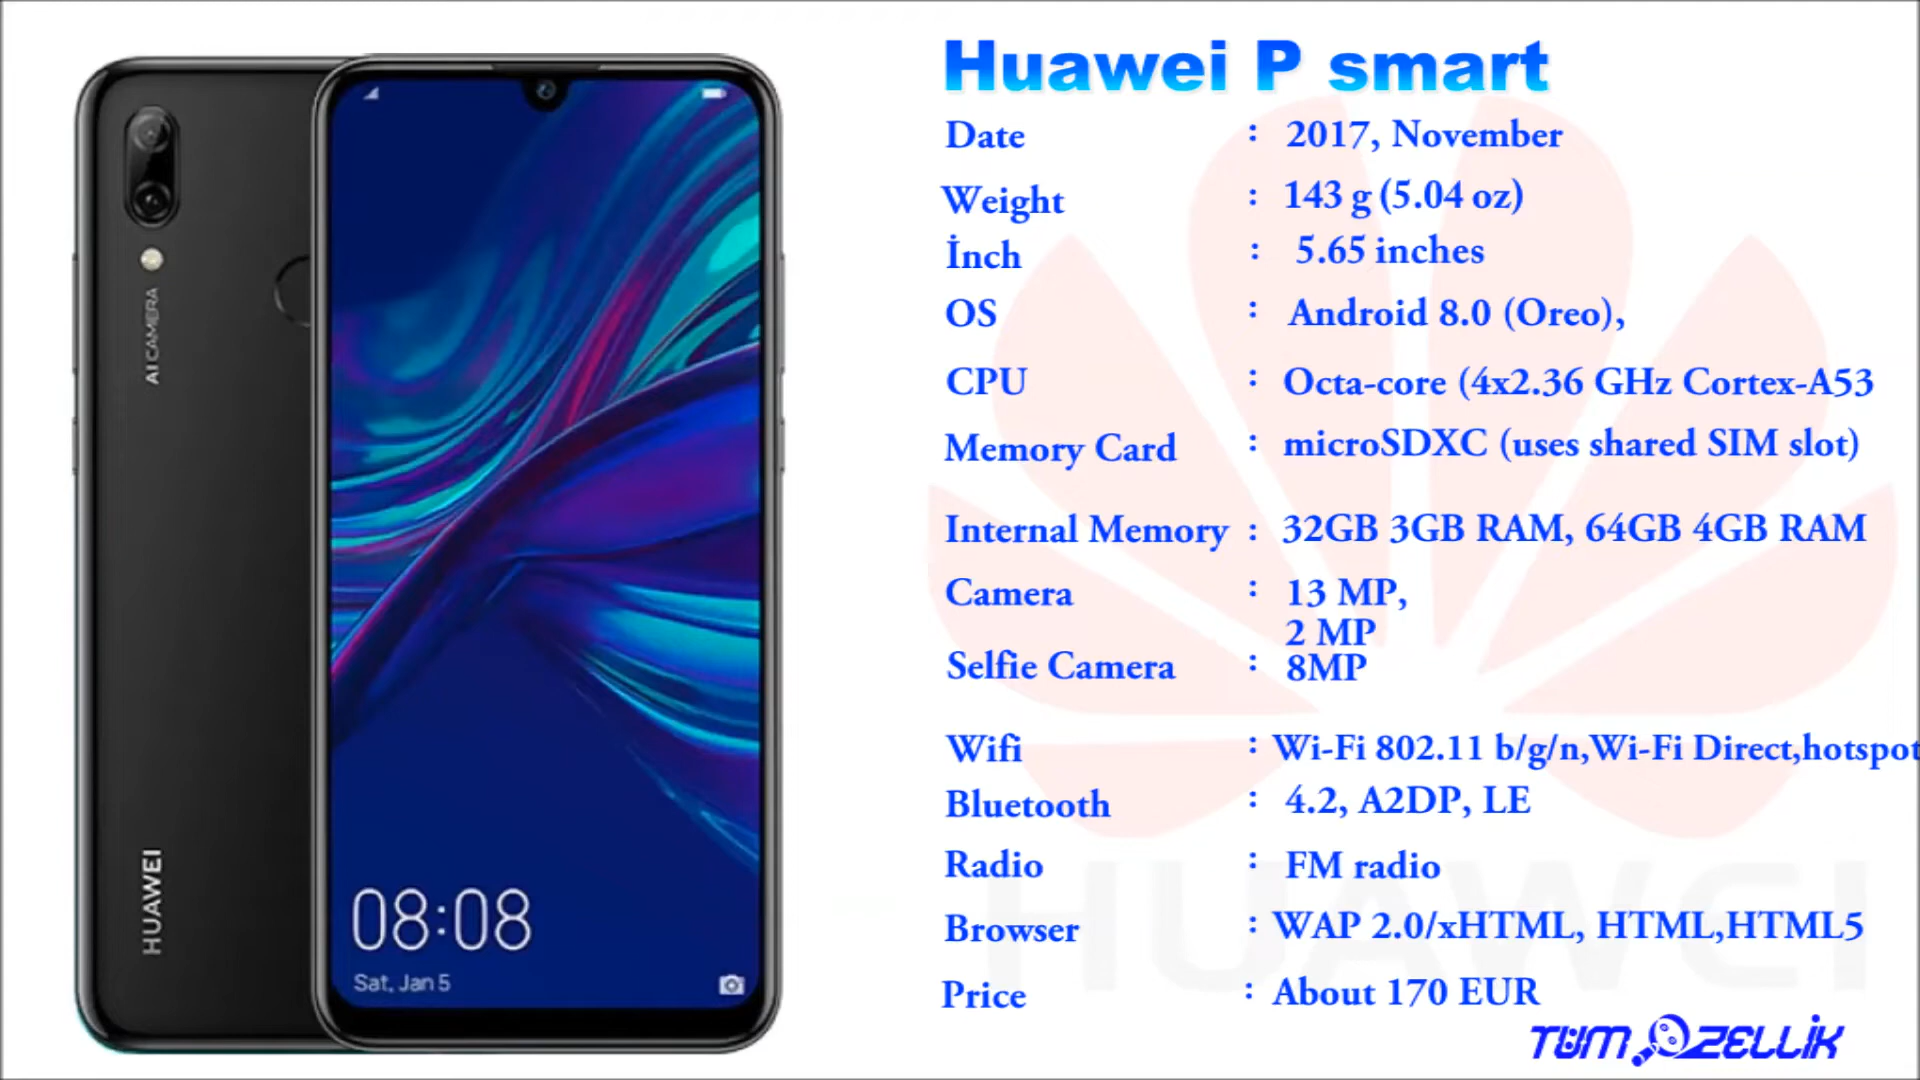 Huawei P smart
Date : 2017, November
Weight : 143 g (5.04 oz)
İnch : 5.65 inches
OS : Android 8.0 (Oreo),
CPU : Octa-core (4x2.36 GHz Cortex-A53
Memory Card : microSDXC (uses shared SIM slot)
Internal Memory : 32GB 3GB RAM, 64GB 4GB RAM
Camera : 13 MP,
2 MP
Selfie Camera : 8MP
Wifi : Wi-Fi 802.11 b/g/n,Wi-Fi Direct,hotspot
Bluetooth : 4.2, A2DP, LE
Radio : FM radio
Browser : WAP 2.0/xHTML, HTML,HTML5
Price : About 170 EUR
TÜM ÖZELLİK
HUAWEI
AI CAMERA
HUAWEI
08:08
Sat, Jan 5